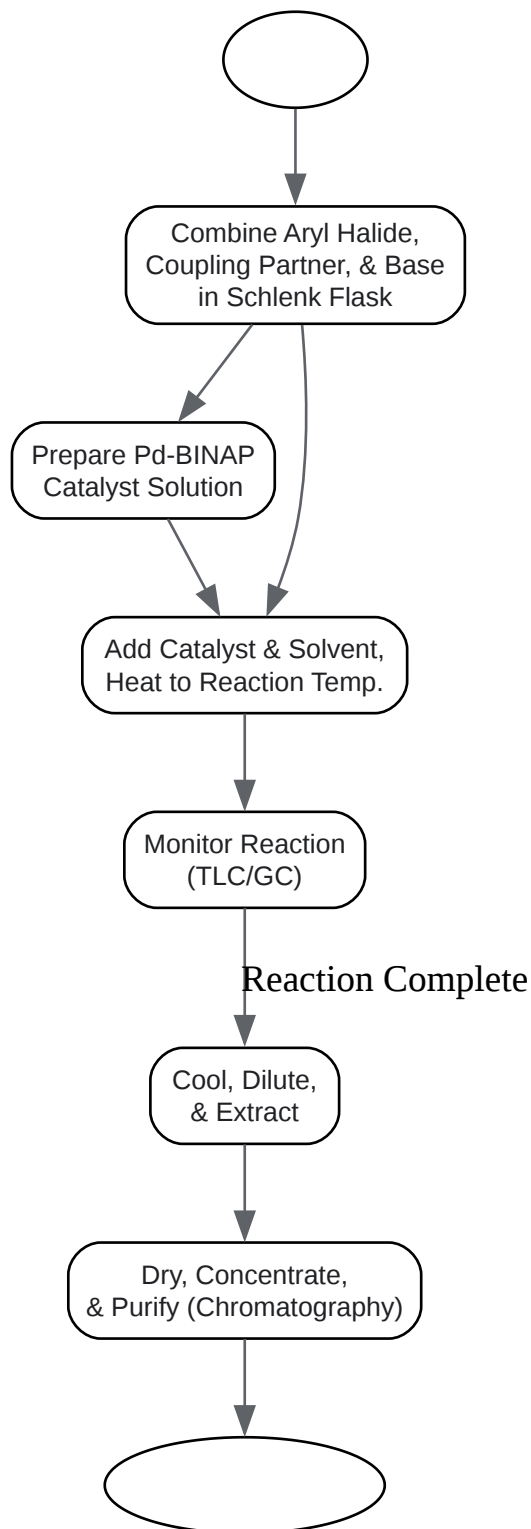 Combine Aryl Halide,
Coupling Partner, & Base
in Schlenk Flask
Prepare Pd-BINAP
Catalyst Solution
Add Catalyst & Solvent,
Heat to Reaction Temp.
Monitor Reaction
(TLC/GC)
Reaction Complete
Cool, Dilute,
& Extract
Dry, Concentrate,
& Purify (Chromatography)